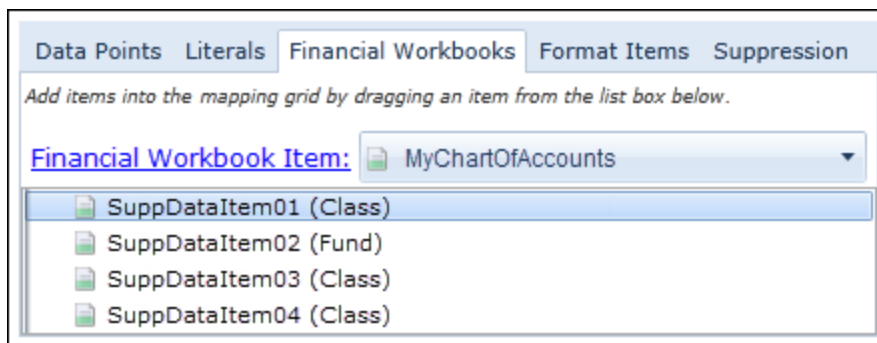 Data Points Literals Financial Workbooks Format Items Suppression
Add items into the mapping grid by dragging an item from the list box below.
Financial Workbook Item: MyChartOfAccounts
SuppDataItem01 (Class)
SuppDataItem02 (Fund)
SuppDataItem03 (Class)
SuppDataItem04 (Class)